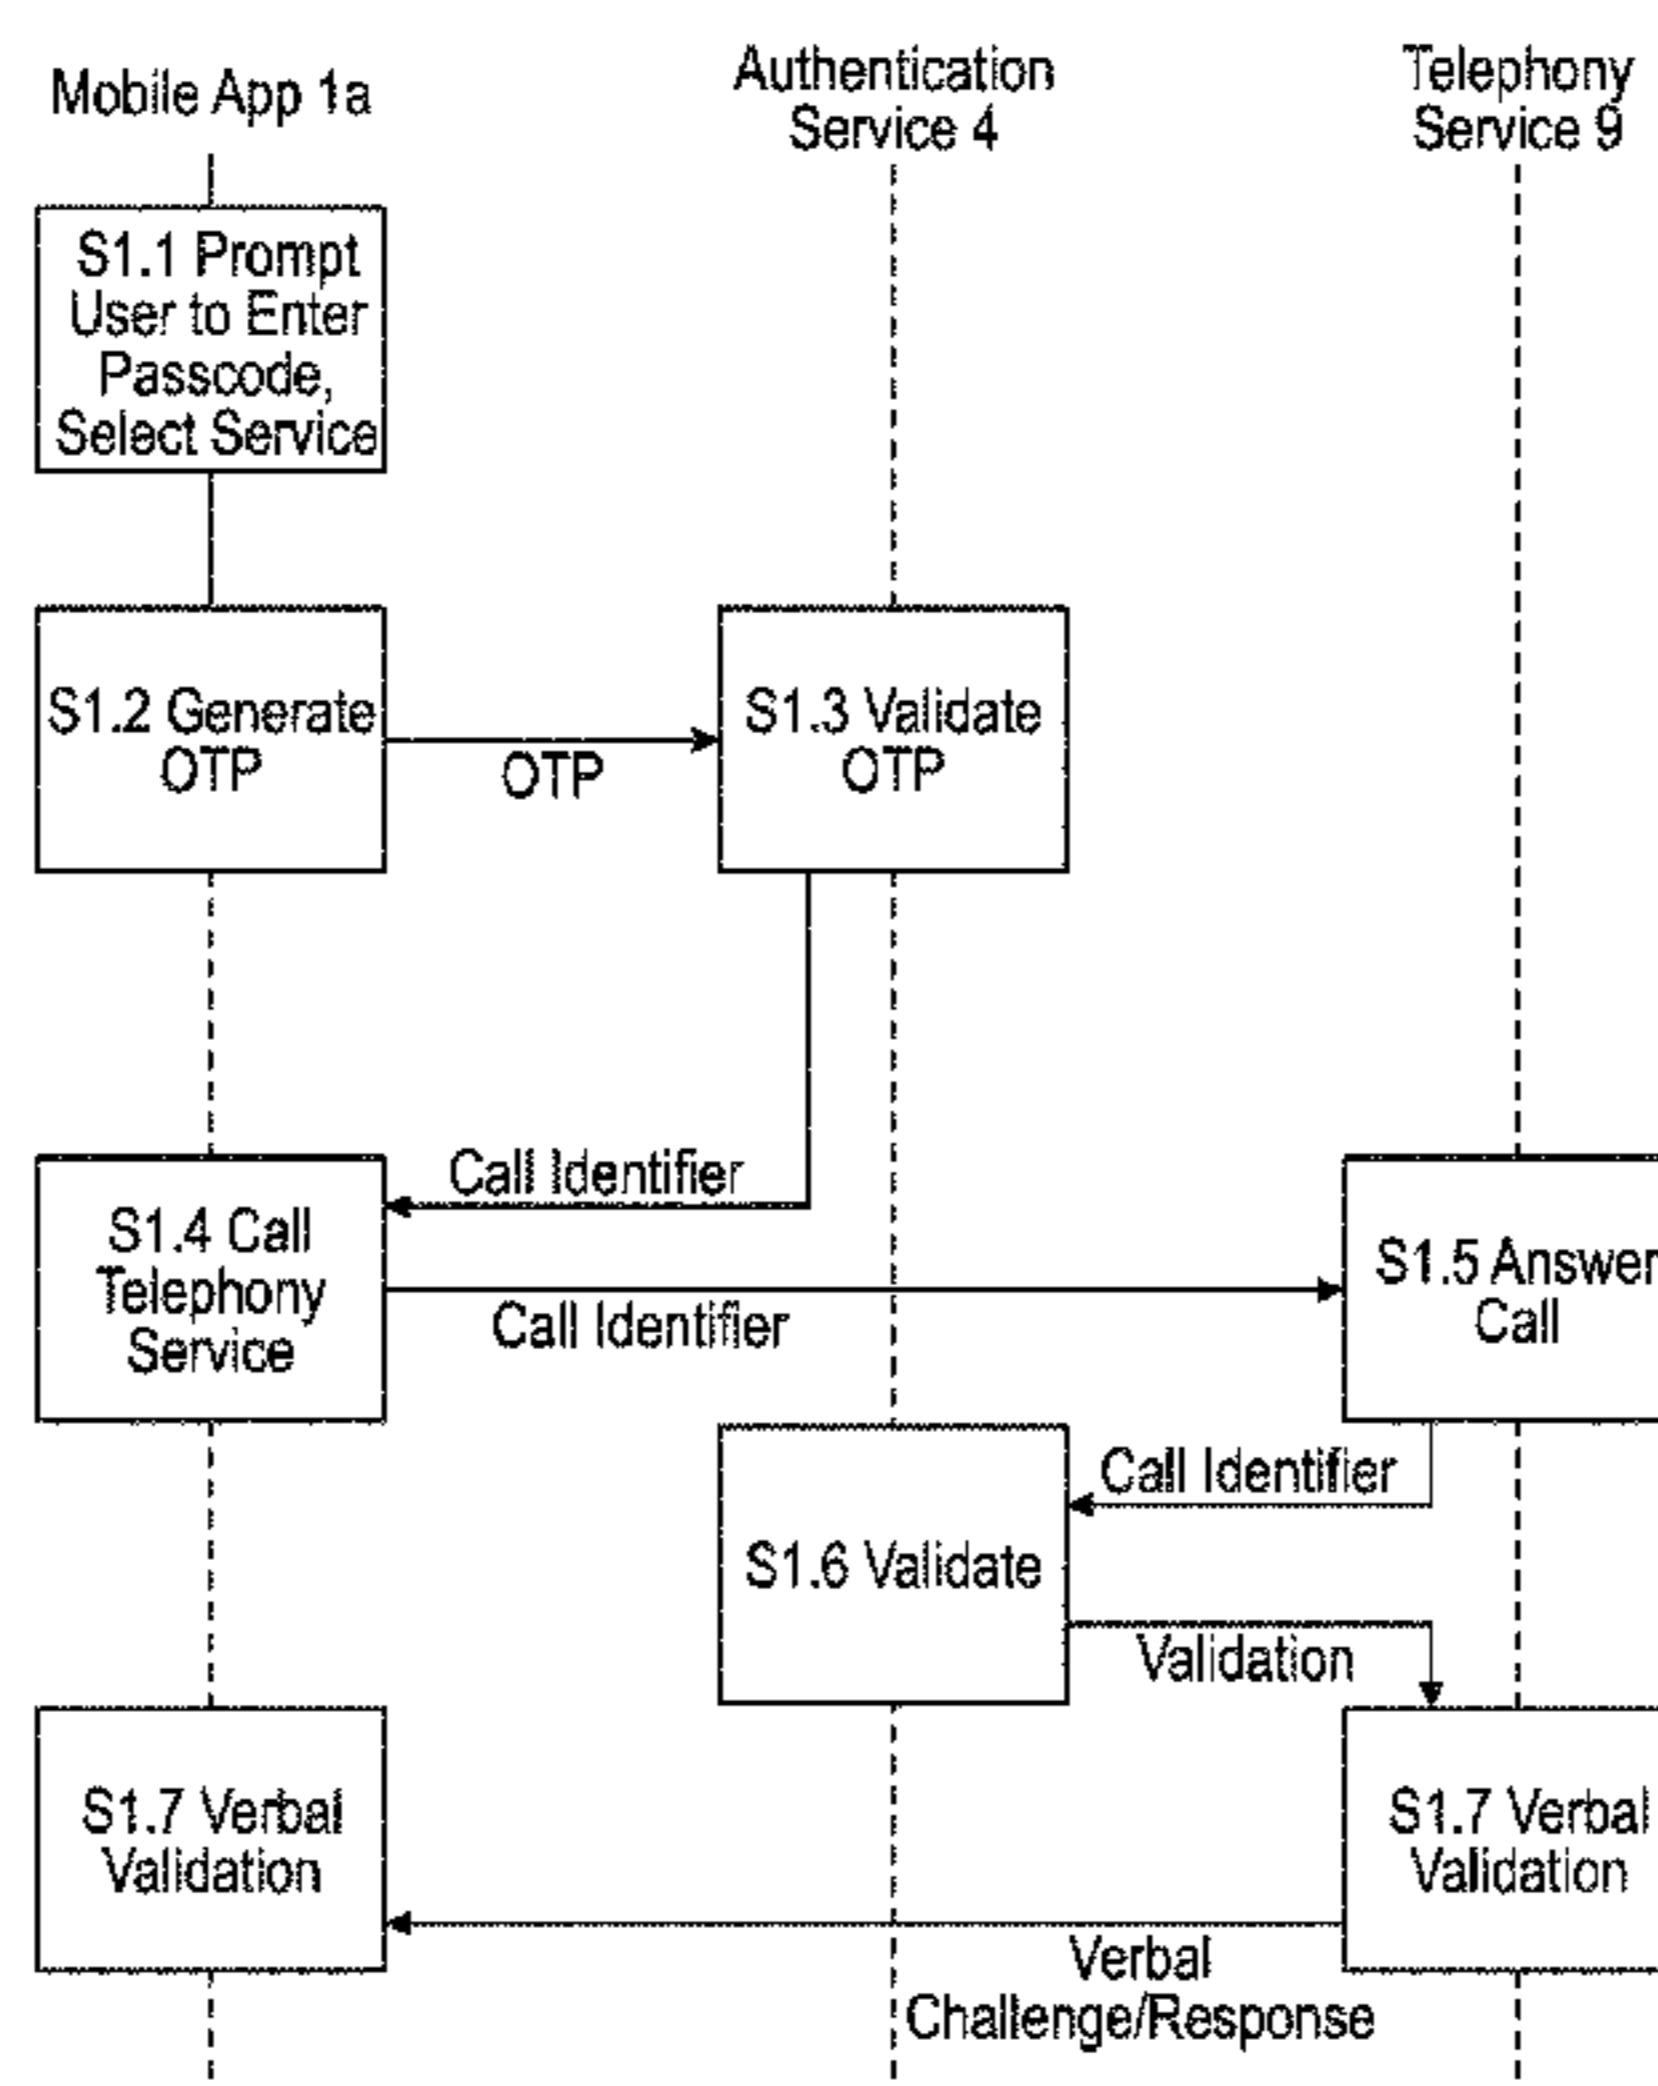 Mobile App 1a
Authentication
Service 4
Telephony
Service 9
S1.1 Prompt
User to Enter
Passcode,
Select Service
S1.2 Generate
OTP
OTP
S1.3 Validate
OTP
Call Identifier
S1.4 Call
Telephony
Service
Call Identifier
S1.5 Answer
Call
Call Identifier
S1.6 Validate
Validation
S1.7 Verbal
Validation
S1.7 Verbal
Validation
Verbal
Challenge/Response